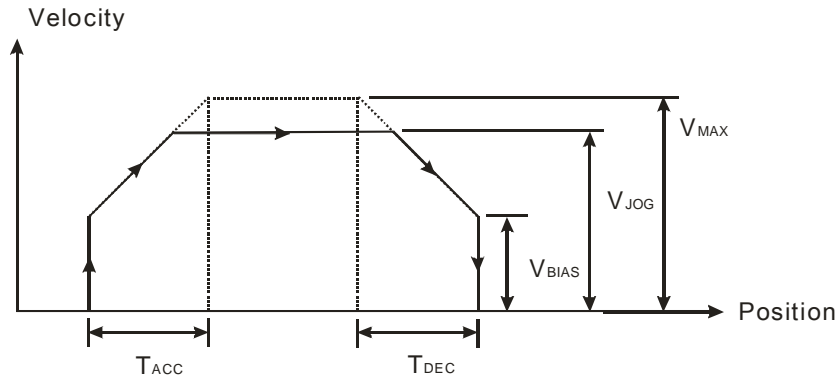 Velocity
VMAX
VJOG
VBIAS
Position
TACC
TDEC